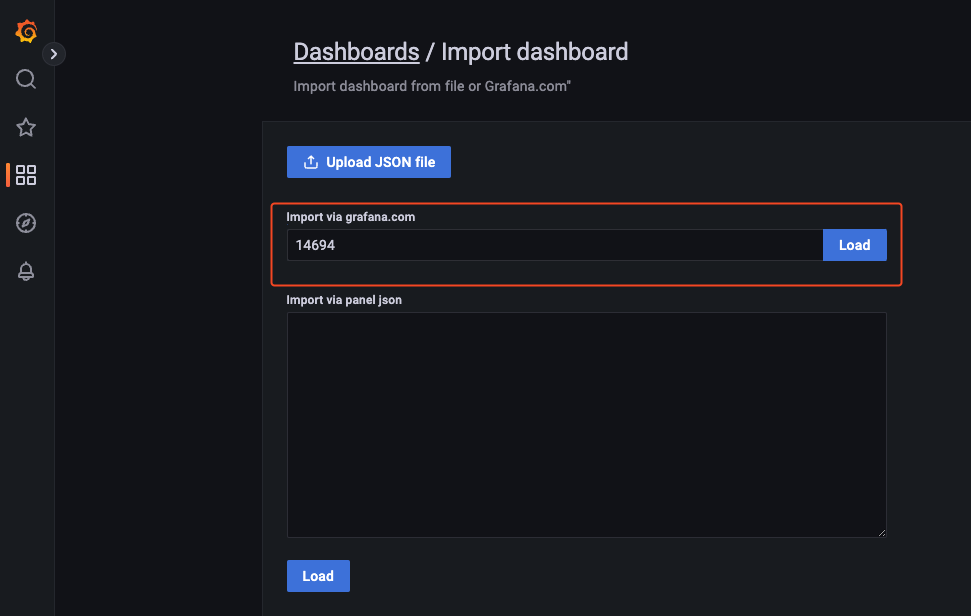 Dashboards / Import dashboard
Import dashboard from file or Grafana.com"
Upload JSON file
Import via grafana.com
14694
Load
Import via panel json
Load